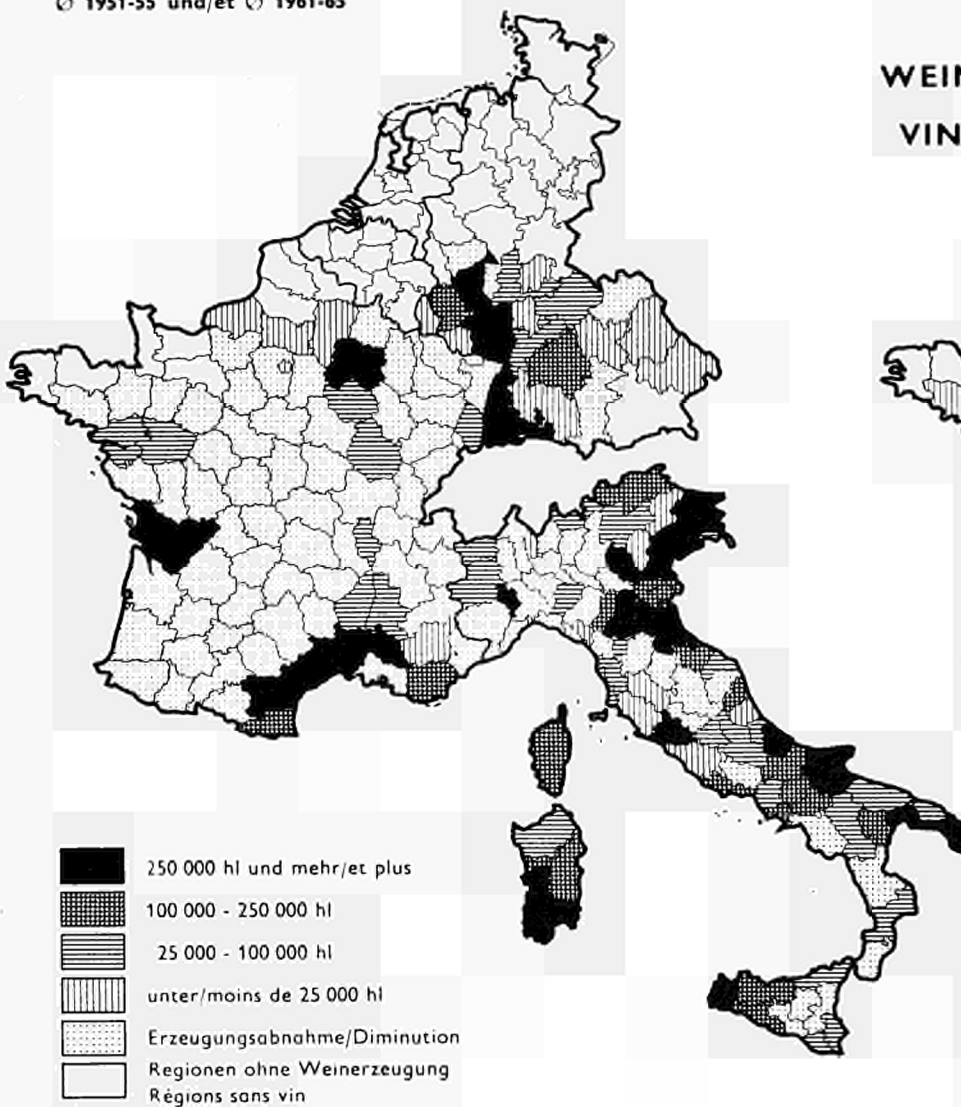 Ø 1951-55 und/et Ø 1961-65
WEIN
VIN
250 000 hl und mehr/et plus
100 000 - 250 000 hl
25 000 - 100 000 hl
unter/moins de 25 000 hl
Erzeugungsabnahme/Diminution
Regionen ohne Weinerzeugung
Régions sans vin